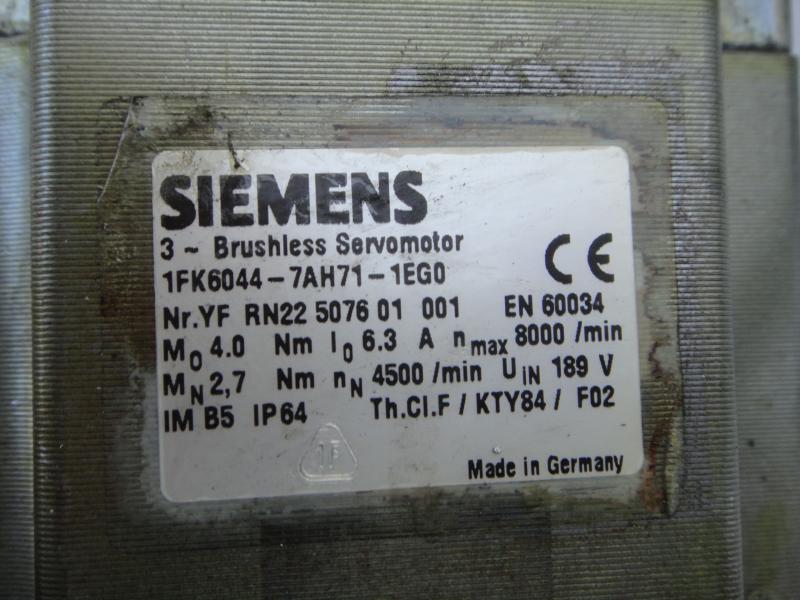 SIEMENS
3 ~ Brushless Servomotor
1FK6044-7AH71-1EG0
CE
Nr.YF RN22 5076 01 001 EN 60034
M0 4.0 Nm I0 6.3 A nmax 8000 /min
MN 2,7 Nm nN 4500 /min UIN 189 V
IM B5 IP64 Th.Cl.F / KTY84 / F02
1F
Made in Germany